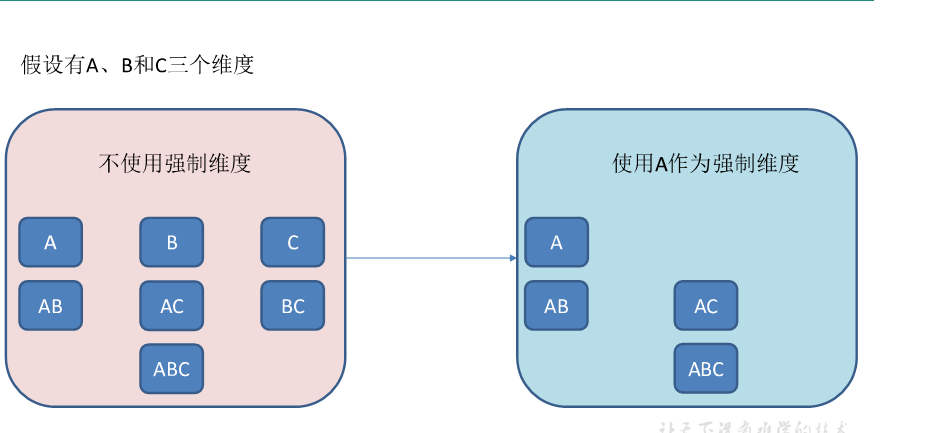 假设有A、B和C三个维度
不使用强制维度
A B C
AB AC BC
ABC
使用A作为强制维度
A
AB AC
ABC
让天下没有难学的技术